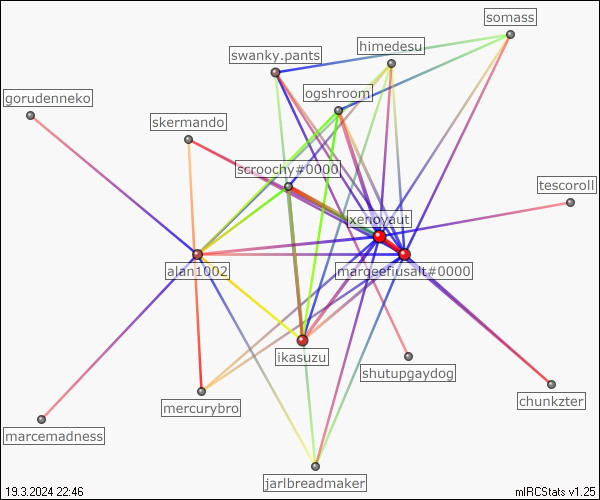 somass
himedesu
swanky.pants
ogshroom
gorudenneko
skermando
scroochy#0000
tescoroll
xenoyaut
alan1002
margeefiusalt#0000
ikasuzu
shutupgaydog
chunkzter
mercurybro
marcemadness
jarlbreadmaker
19.3.2024 22:46
mIRCStats v1.25